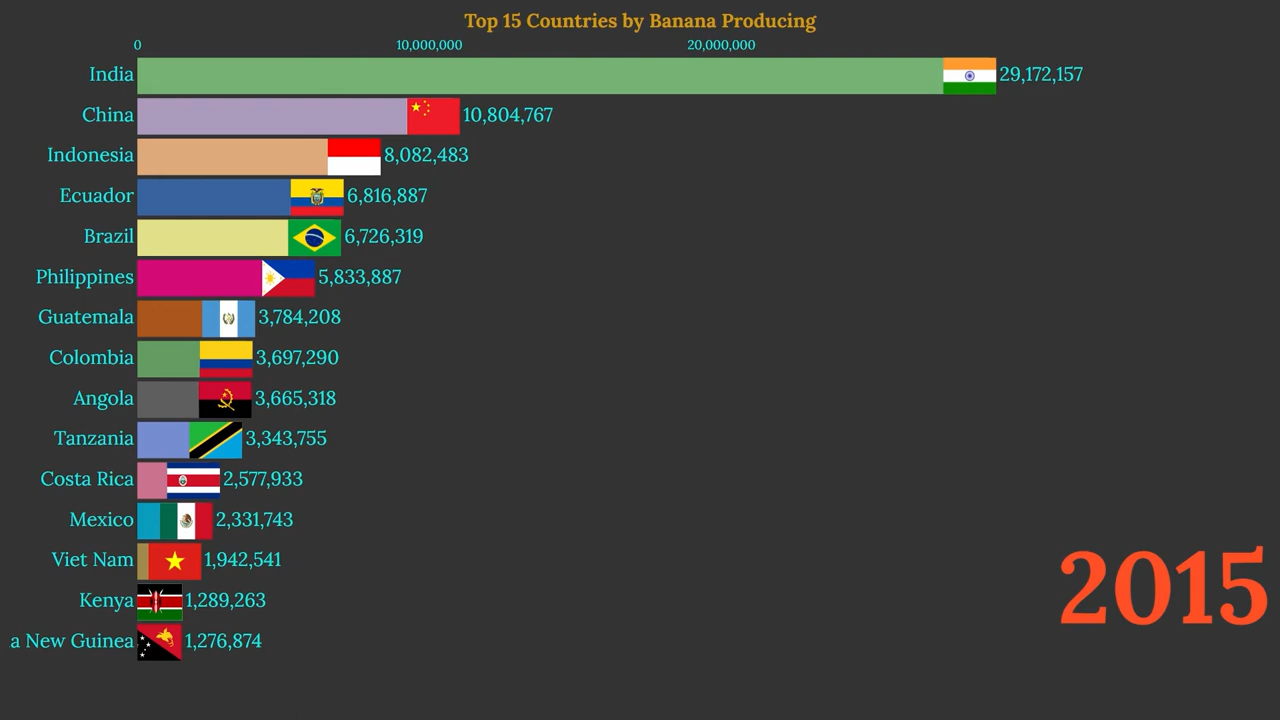 Top 15 Countries by Banana Producing
0 10,000,000 20,000,000
India 29,172,157
China 10,804,767
Indonesia 8,082,483
Ecuador 6,816,887
Brazil 6,726,319
Philippines 5,833,887
Guatemala 3,784,208
Colombia 3,697,290
Angola 3,665,318
Tanzania 3,343,755
Costa Rica 2,577,933
Mexico 2,331,743
Viet Nam 1,942,541
Kenya 1,289,263
a New Guinea 1,276,874
2015